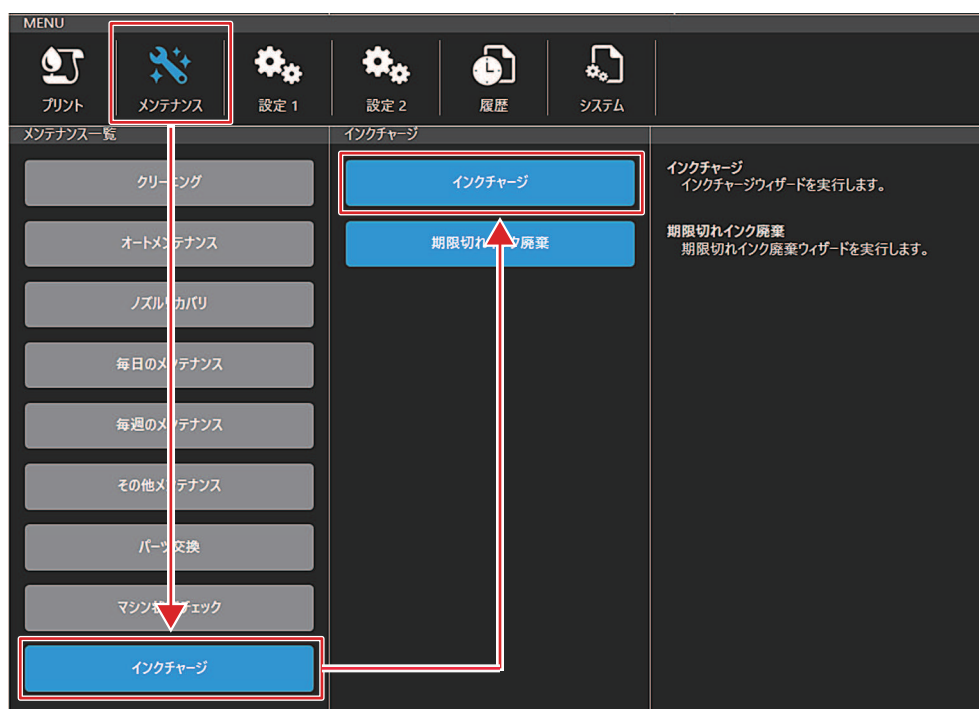 MENU
プリント
メンテナンス
設定 1
設定 2
履歴
システム
メンテナンス一覧
クリーニング
オートメンテナンス
ノズルリカバリ
毎日のメンテナンス
毎週のメンテナンス
その他メンテナンス
パーツ交換
チェック
インクチャージ
インクチャージ
インクチャージ
期限切れインク廃棄
インクチャージ
インクチャージウィザードを実行します。
期限切れインク廃棄
期限切れインク廃棄ウィザードを実行します。